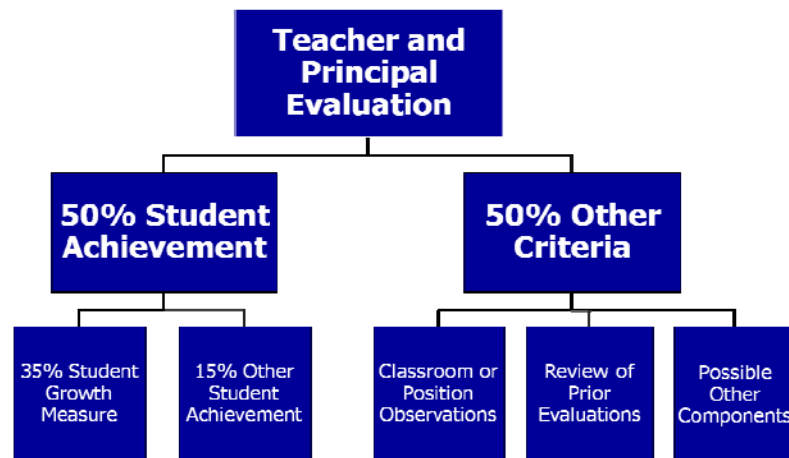 Teacher and
Principal
Evaluation
50% Student
Achievement
50% Other
Criteria
35% Student
Growth
Measure
15% Other
Student
Achievement
Classroom or
Position
Observations
Review of
Prior
Evaluations
Possible
Other
Components